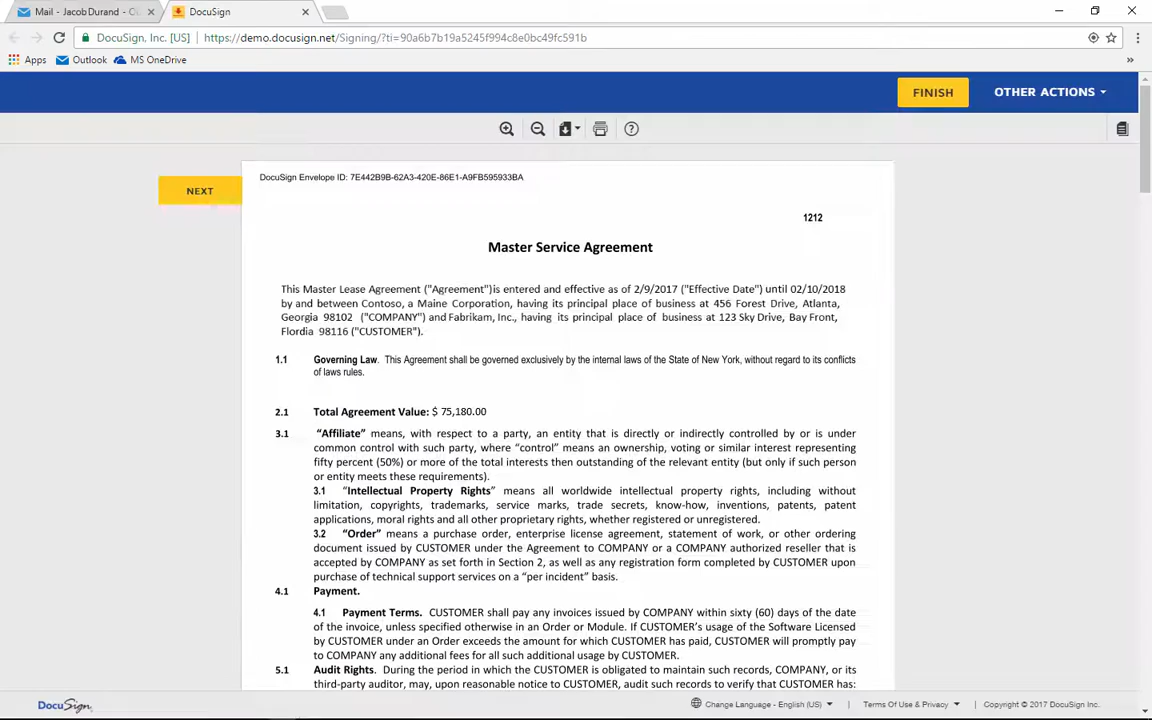 Mail - Jacob Durand - O
DocuSign
DocuSign, Inc. [US] https://demo.docusign.net/Signing/?ti=90a6b7b19a5245f994c8e0bc49fc591b
Apps Outlook MS OneDrive
FINISH OTHER ACTIONS
NEXT
DocuSign Envelope ID: 7E442B9B-62A3-420E-86E1-A9FB595933BA
1212
Master Service Agreement
This Master Lease Agreement ("Agreement")is entered and effective as of 2/9/2017 ("Effective Date") until 02/10/2018
by and between Contoso, a Maine Corporation, having its principal place of business at 456 Forest Drive, Atlanta,
Georgia 98102 ("COMPANY") and Fabrikam, Inc., having its principal place of business at 123 Sky Drive, Bay Front,
Flordia 98116 ("CUSTOMER").
1.1 Governing Law. This Agreement shall be governed exclusively by the internal laws of the State of New York, without regard to its conflicts
of laws rules.
2.1 Total Agreement Value: $ 75,180.00
3.1 “Affiliate” means, with respect to a party, an entity that is directly or indirectly controlled by or is under
common control with such party, where “control” means an ownership, voting or similar interest representing
fifty percent (50%) or more of the total interests then outstanding of the relevant entity (but only if such person
or entity meets these requirements).
3.1 “Intellectual Property Rights” means all worldwide intellectual property rights, including without
limitation, copyrights, trademarks, service marks, trade secrets, know-how, inventions, patents, patent
applications, moral rights and all other proprietary rights, whether registered or unregistered.
3.2 “Order” means a purchase order, enterprise license agreement, statement of work, or other ordering
document issued by CUSTOMER under the Agreement to COMPANY or a COMPANY authorized reseller that is
accepted by COMPANY as set forth in Section 2, as well as any registration form completed by CUSTOMER upon
purchase of technical support services on a “per incident” basis.
4.1 Payment.
4.1 Payment Terms. CUSTOMER shall pay any invoices issued by COMPANY within sixty (60) days of the date
of the invoice, unless specified otherwise in an Order or Module. If CUSTOMER’s usage of the Software Licensed
by CUSTOMER under an Order exceeds the amount for which CUSTOMER has paid, CUSTOMER will promptly pay
to COMPANY any additional fees for all such additional usage by CUSTOMER.
5.1 Audit Rights. During the period in which the CUSTOMER is obligated to maintain such records, COMPANY, or its
third-party auditor, may, upon reasonable notice to CUSTOMER, audit such records to verify that CUSTOMER has:
DocuSign Change Language - English (US) Terms Of Use & Privacy Copyright © 2017 DocuSign Inc.